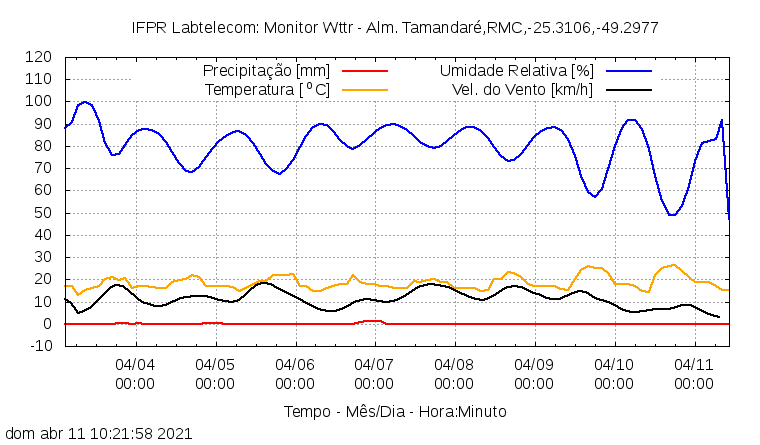 IFPR Labtelecom: Monitor Wttr - Alm. Tamandaré,RMC,-25.3106,-49.2977
120
110
100
90
80
70
60
50
40
30
20
10
0
-10
Precipitação [mm]
Temperatura [ ⁰C]
Umidade Relativa [%]
Vel. do Vento [km/h]
04/04 04/05 04/06 04/07 04/08 04/09 04/10 04/11
00:00 00:00 00:00 00:00 00:00 00:00 00:00 00:00
Tempo - Mês/Dia - Hora:Minuto
dom abr 11 10:21:58 2021